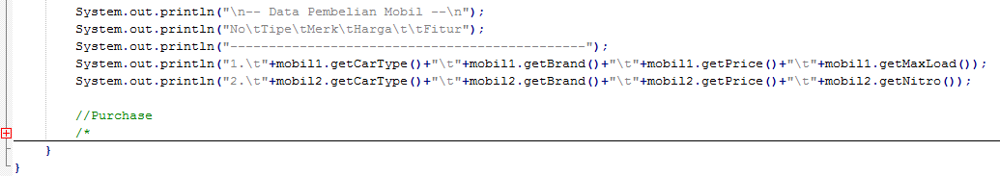 System.out.println("\n-- Data Pembelian Mobil --\n");
System.out.println("No\tTipe\tMerk\tHarga\t\tFitur");
System.out.println("-----------------------------------------------");
System.out.println("1.\t"+mobil1.getCarType()+"\t"+mobil1.getBrand()+"\t"+mobil1.getPrice()+"\t"+mobil1.getMaxLoad());
System.out.println("2.\t"+mobil2.getCarType()+"\t"+mobil2.getBrand()+"\t"+mobil2.getPrice()+"\t"+mobil2.getNitro());
//Purchase
/*
}
}